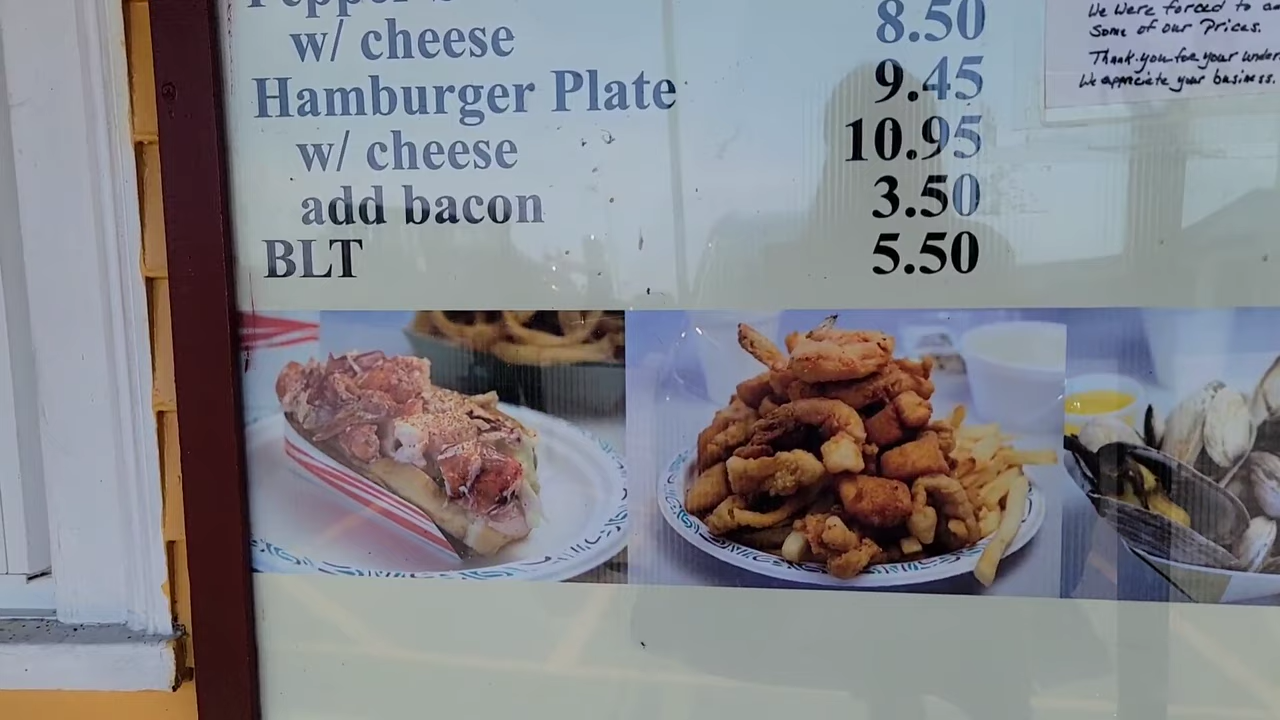 Pepper
8.50
w/ cheese 9.45
Hamburger Plate 10.95
w/ cheese 3.50
add bacon 5.50
BLT
We were forced to
Some of our Prices.
Thank you for your
We appreciate your business.